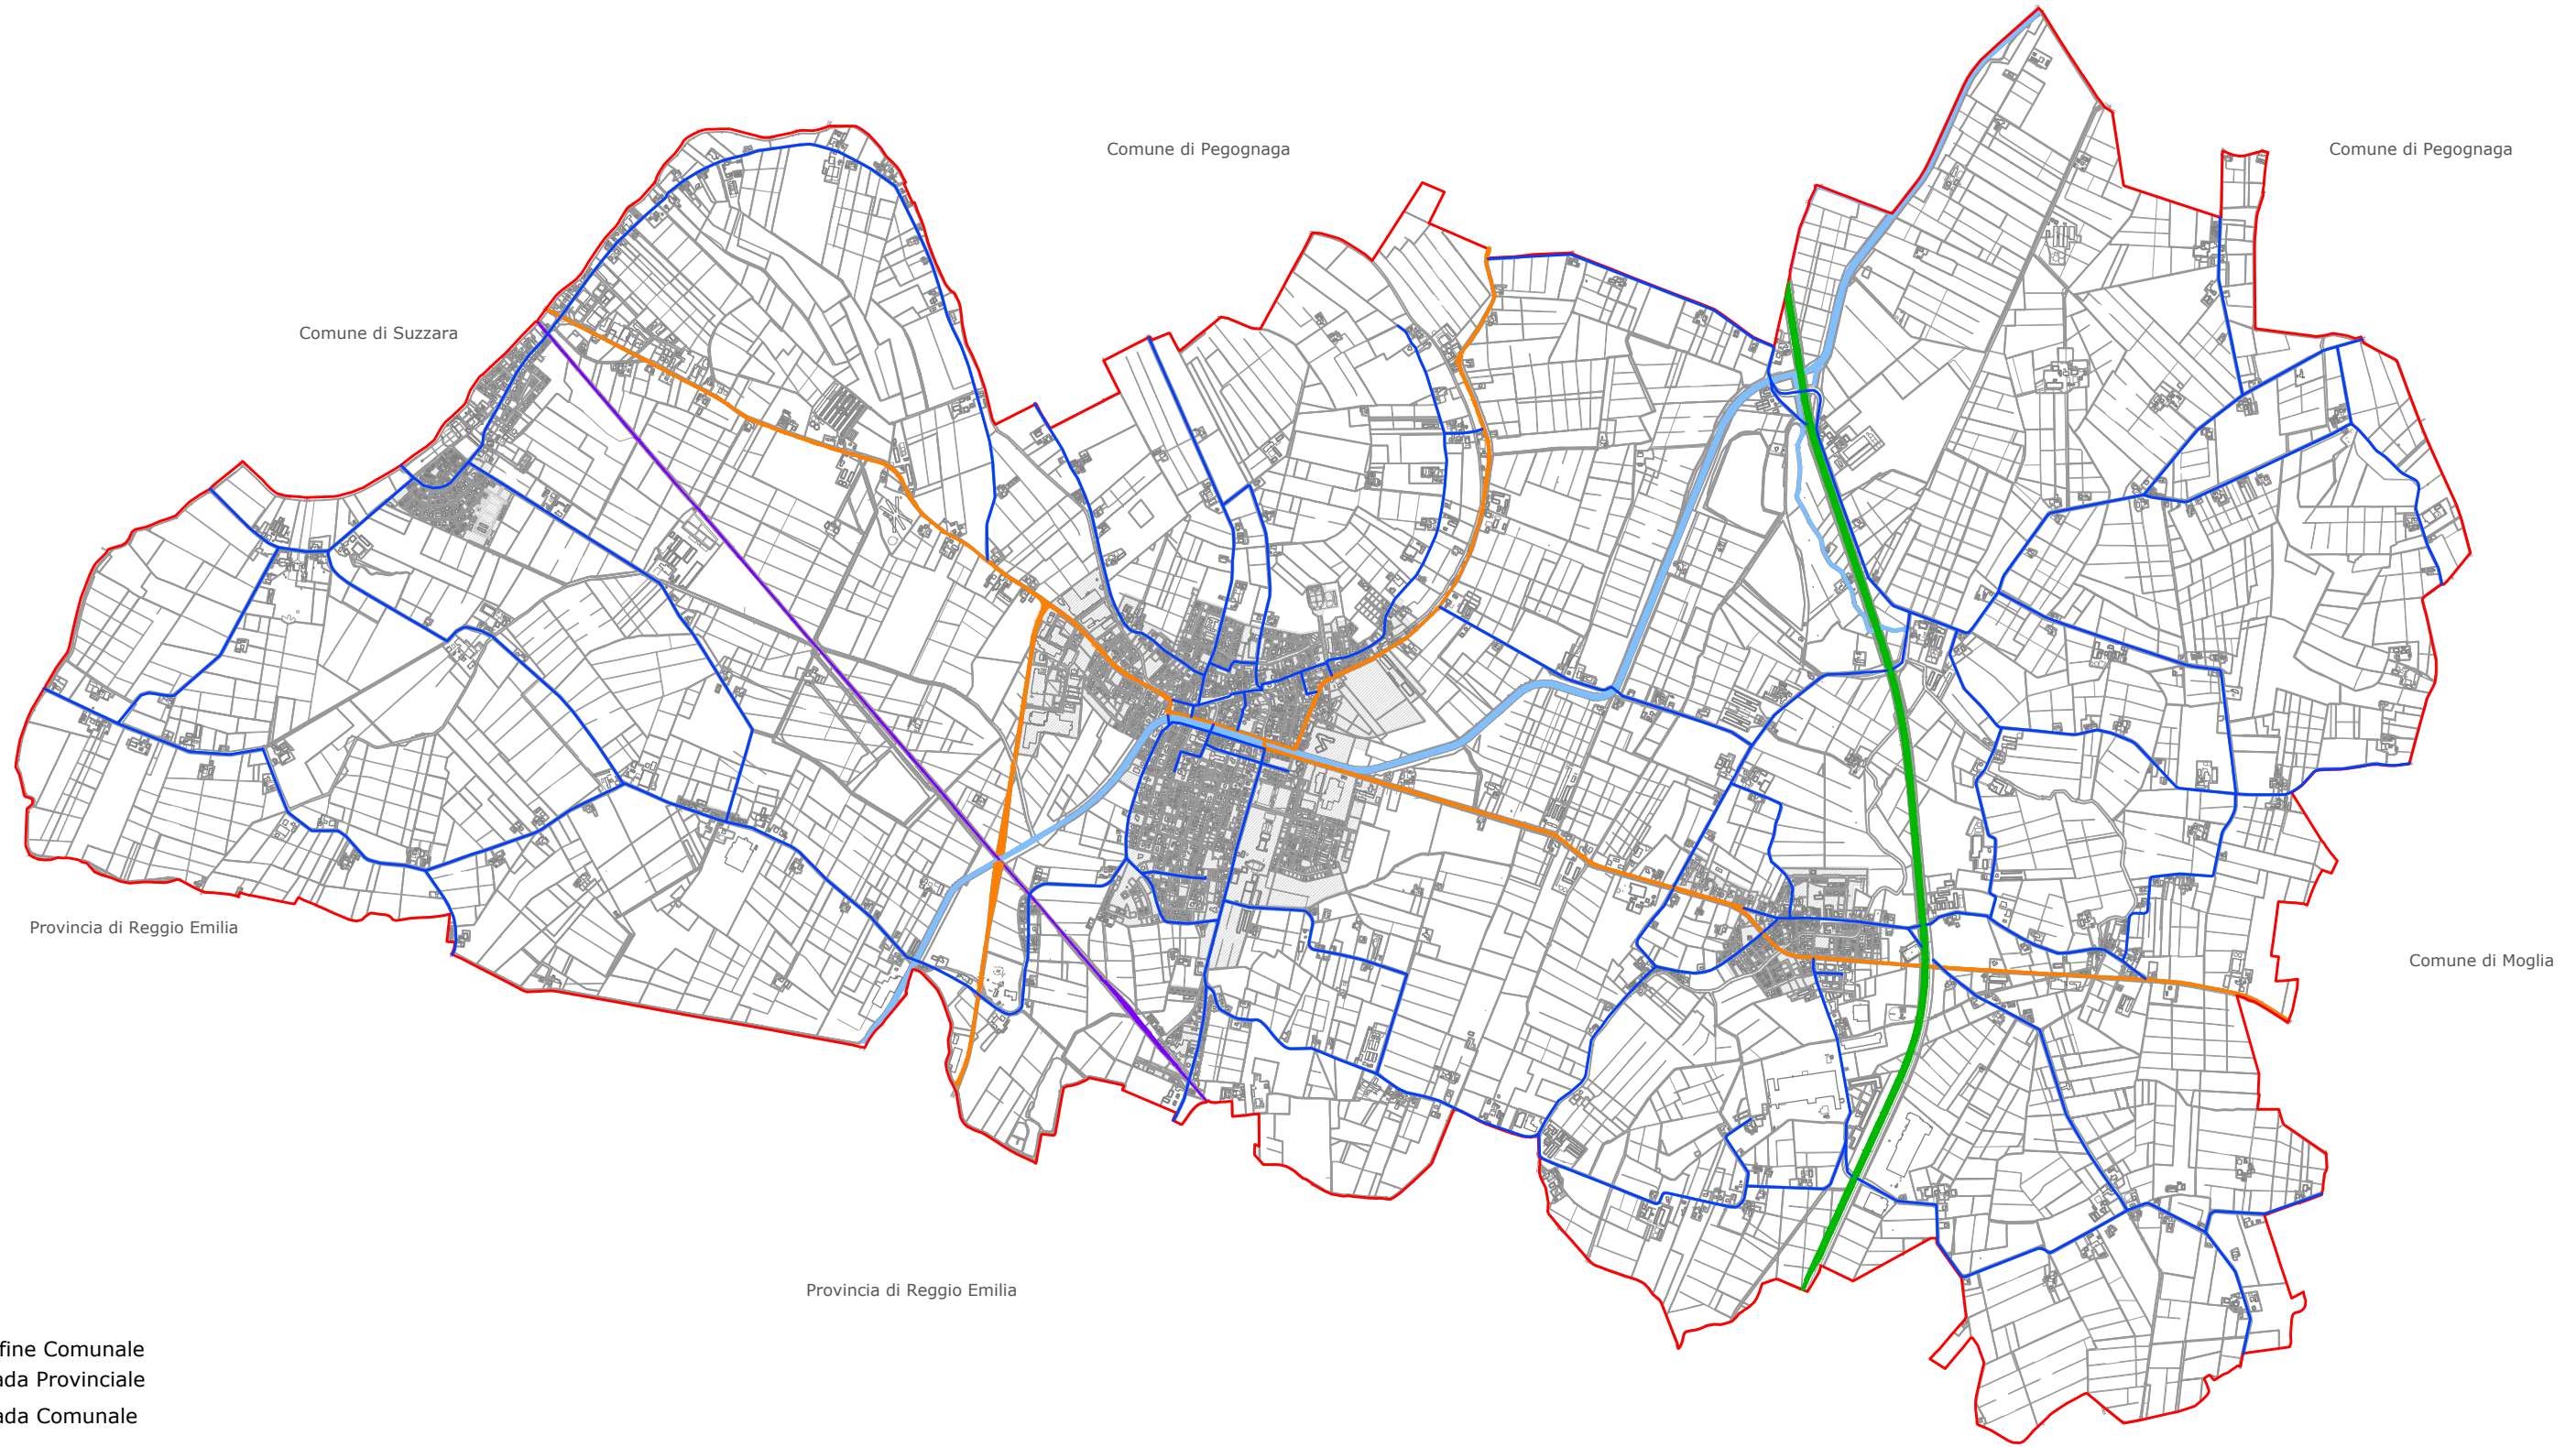 Comune di Pegognaga
Comune di Pegognaga
Comune di Suzzara
Provincia di Reggio Emilia
Comune di Moglia
Provincia di Reggio Emilia
fine Comunale
ada Provinciale
ada Comunale